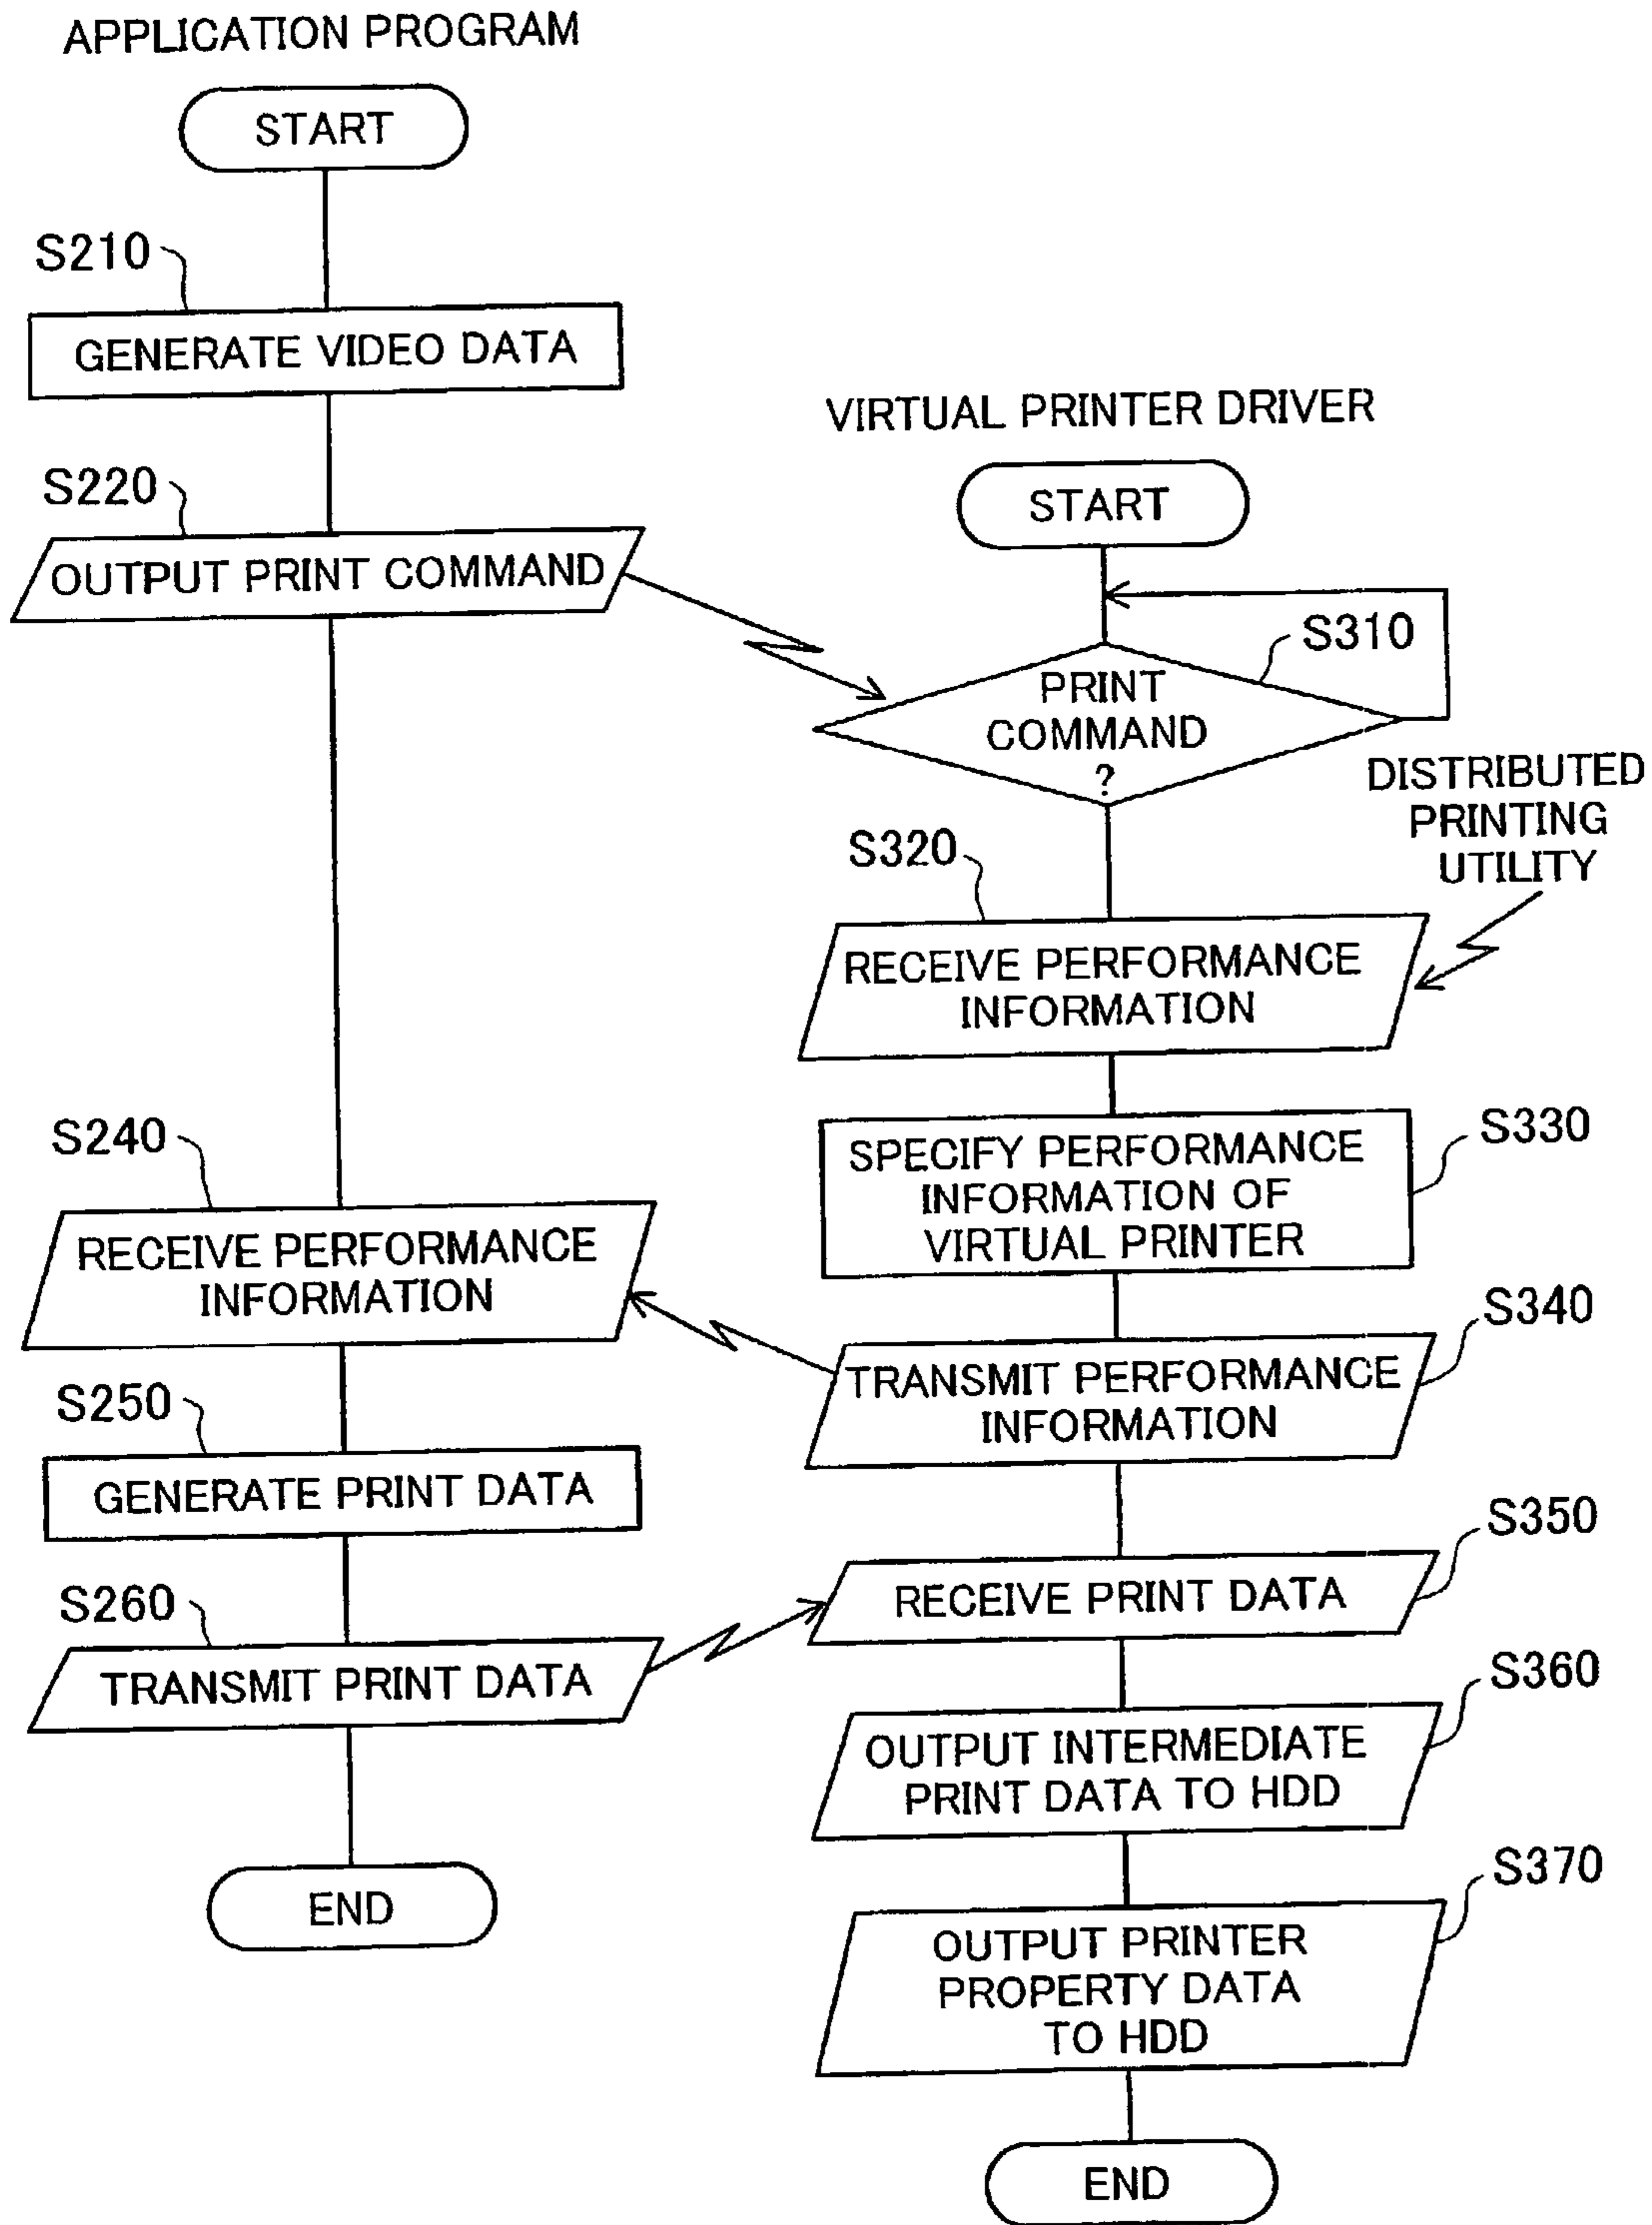 APPLICATION PROGRAM
START
S210
GENERATE VIDEO DATA
S220
OUTPUT PRINT COMMAND
S240
RECEIVE PERFORMANCE
INFORMATION
S250
GENERATE PRINT DATA
S260
TRANSMIT PRINT DATA
END
VIRTUAL PRINTER DRIVER
START
S310
PRINT
COMMAND
?
DISTRIBUTED
PRINTING
UTILITY
S320
RECEIVE PERFORMANCE
INFORMATION
S330
SPECIFY PERFORMANCE
INFORMATION OF
VIRTUAL PRINTER
S340
TRANSMIT PERFORMANCE
INFORMATION
S350
RECEIVE PRINT DATA
S360
OUTPUT INTERMEDIATE
PRINT DATA TO HDD
S370
OUTPUT PRINTER
PROPERTY DATA
TO HDD
END